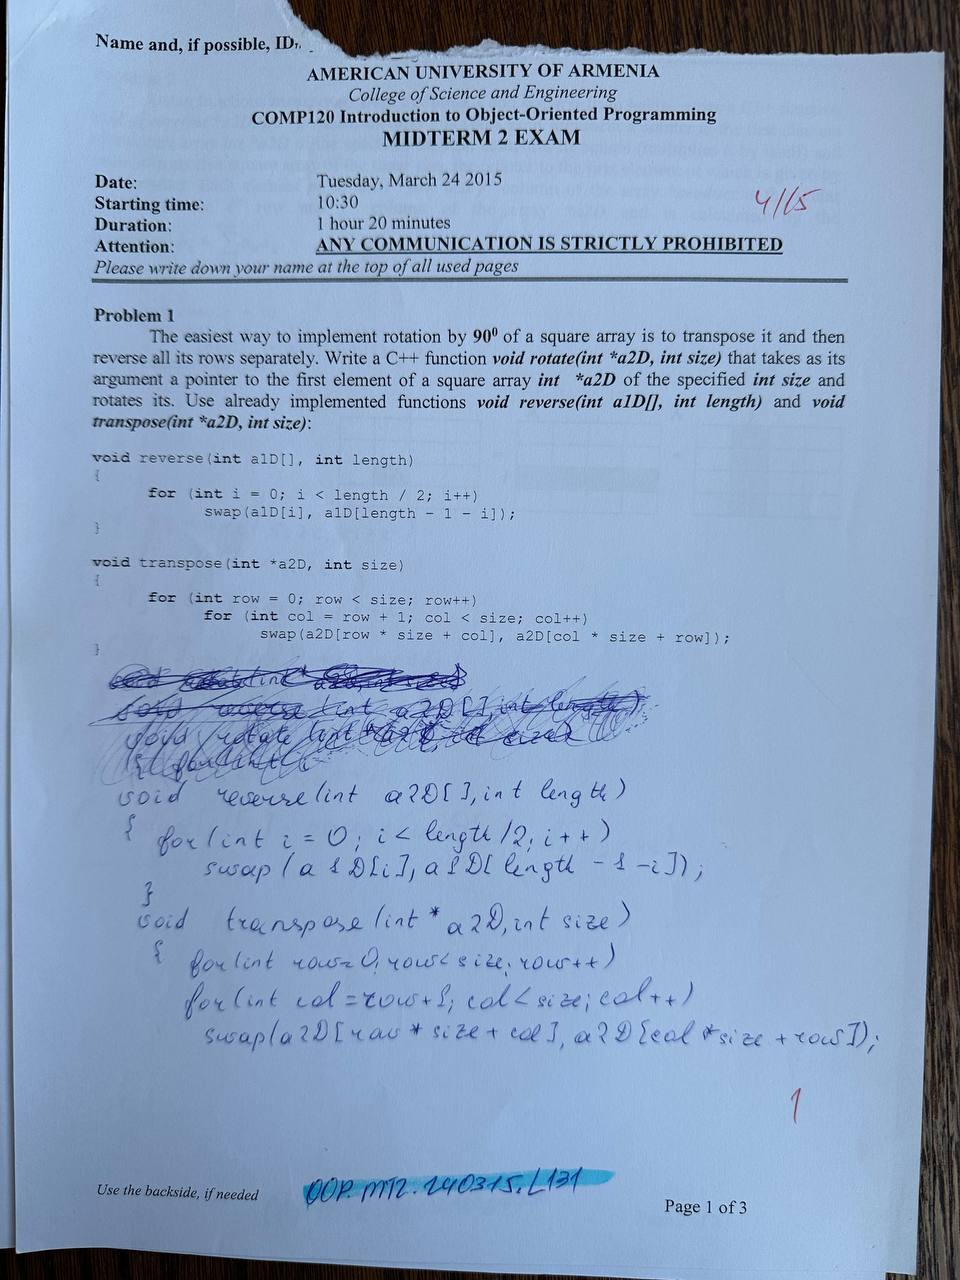 Name and, if possible, ID
AMERICAN UNIVERSITY OF ARMENIA
College of Science and Engineering
COMP120 Introduction to Object-Oriented Programming
MIDTERM 2 EXAM
Date: Tuesday, March 24 2015
4/15
Starting time: 10:30
Duration: 1 hour 20 minutes
Attention: ANY COMMUNICATION IS STRICTLY PROHIBITED
Please write down your name at the top of all used pages
Problem 1
The easiest way to implement rotation by 90⁰ of a square array is to transpose it and then
reverse all its rows separately. Write a C++ function void rotate(int *a2D, int size) that takes as its
argument a pointer to the first element of a square array int *a2D of the specified int size and
rotates its. Use already implemented functions void reverse(int a1D[], int length) and void
transpose(int *a2D, int size):
void reverse(int a1D[], int length)
{
for (int i = 0; i < length / 2; i++)
swap(a1D[i], a1D[length - 1 - i]);
}
void transpose(int *a2D, int size)
{
for (int row = 0; row < size; row++)
for (int col = row + 1; col < size; col++)
swap(a2D[row * size + col], a2D[col * size + row]);
}
void reverse (int a2D[], int length)
void reverse(int a2D[], int length)
{ for(int i = 0; i < length /2; i++)
swap(a1D[i], a1D[length - 1 - i]);
}
void transpose(int * a2D, int size)
{ for(int row=0; row<size; row++)
for(int col=row+1; col<size; col++)
swap(a2D[row * size + col], a2D[col * size + row]);
1
Use the backside, if needed
OOP.MT2.240315.L131
Page 1 of 3